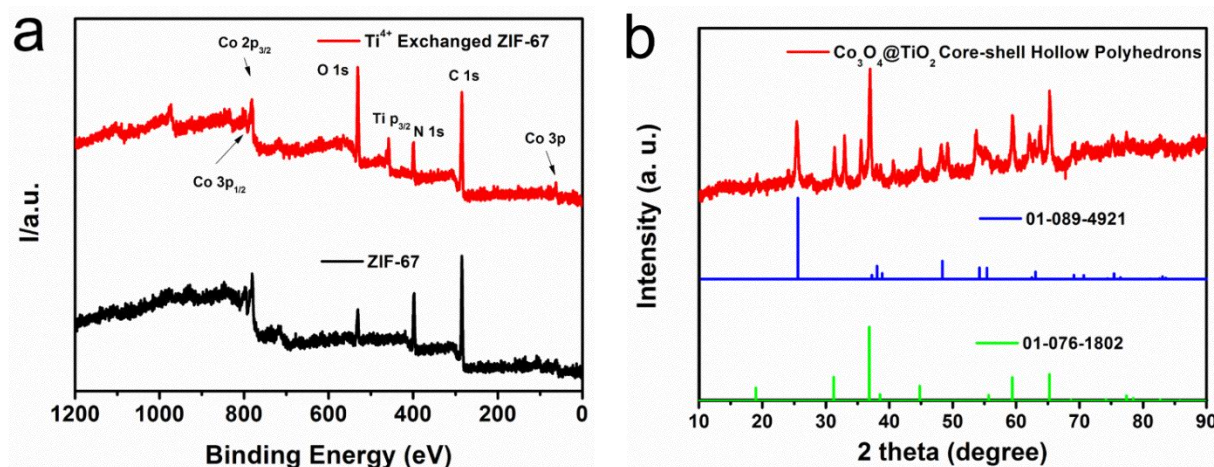 a
Ti⁴⁺ Exchanged ZIF-67
Co 2p₃/₂
O 1s
C 1s
Ti p₃/₂
N 1s
Co 3p
Co 3p₁/₂
ZIF-67
I/a.u.
1200 1000 800 600 400 200 0
Binding Energy (eV)
b
Co₃O₄@TiO₂ Core-shell Hollow Polyhedrons
01-089-4921
01-076-1802
Intensity (a. u.)
10 20 30 40 50 60 70 80 90
2 theta (degree)